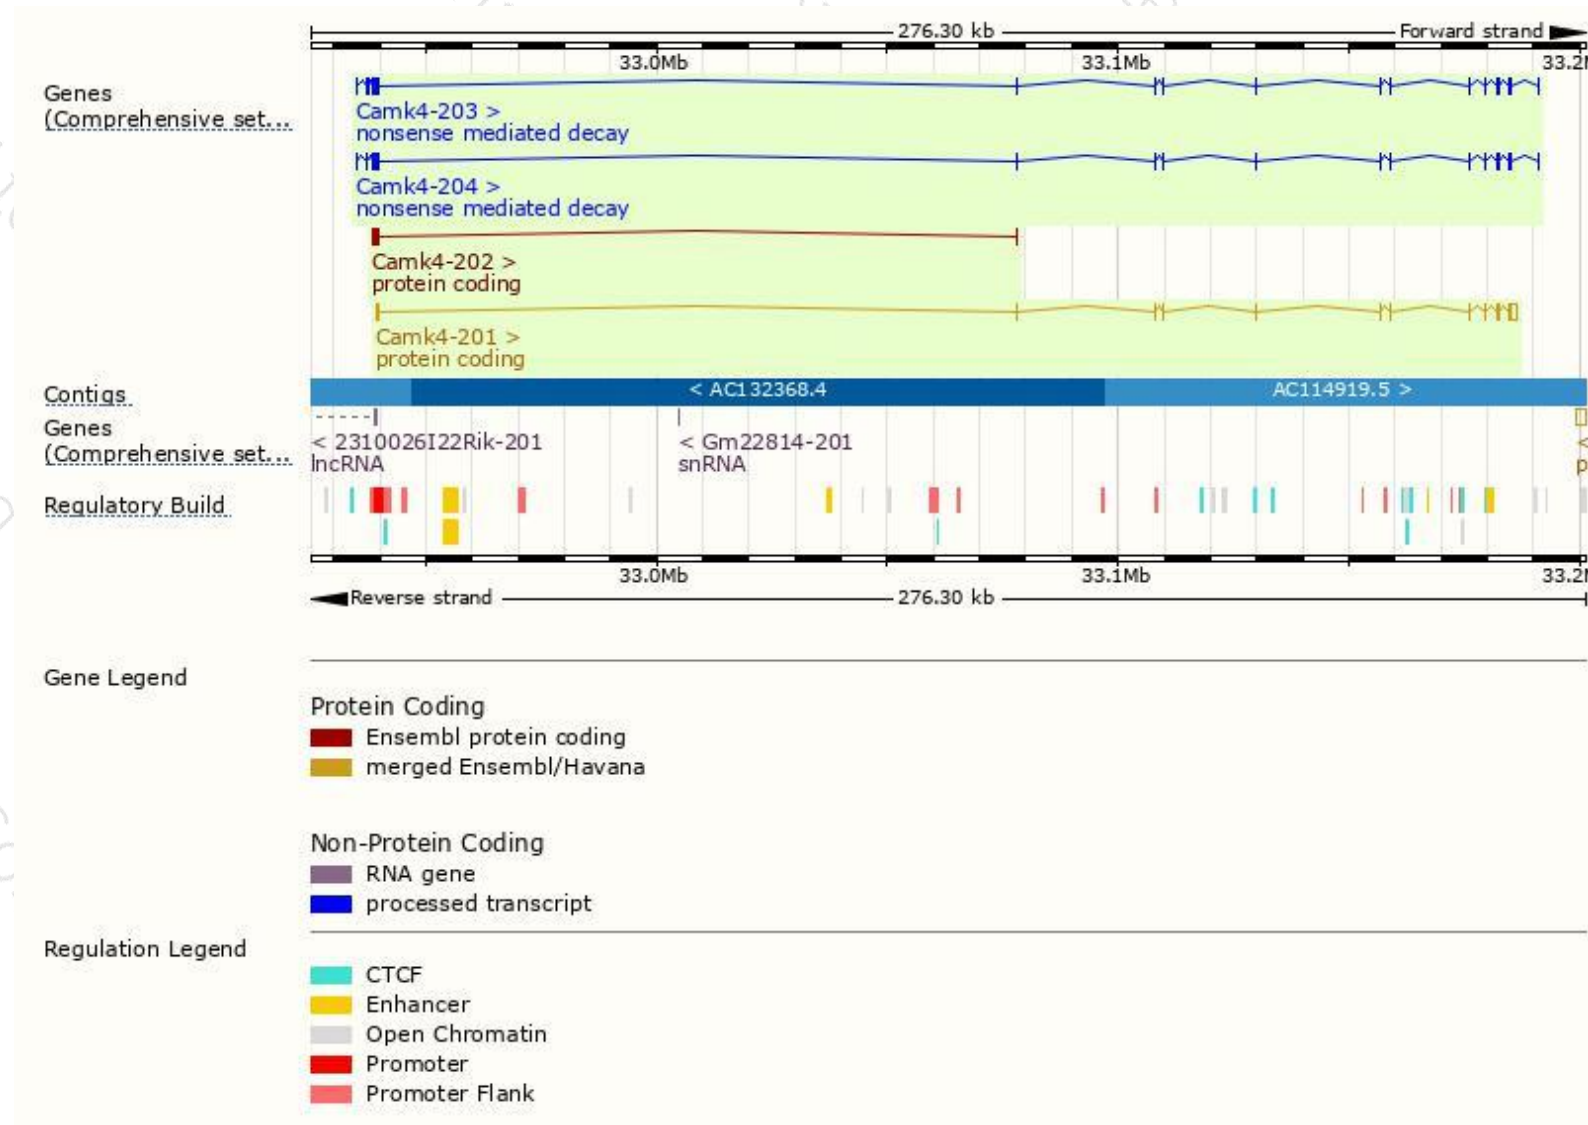 276.30 kb
Forward strand
33.0Mb 33.1Mb 33.2
Genes
(Comprehensive set...
Camk4-203 >
nonsense mediated decay
Camk4-204 >
nonsense mediated decay
Camk4-202 >
protein coding
Camk4-201 >
protein coding
Contigs
< AC132368.4 AC114919.5 >
Genes
(Comprehensive set...
< 2310026I22Rik-201 < Gm22814-201 <
lncRNA snRNA p
Regulatory Build
33.0Mb 33.1Mb 33.2
Reverse strand 276.30 kb
Gene Legend
Protein Coding
Ensembl protein coding
merged Ensembl/Havana
Non-Protein Coding
RNA gene
processed transcript
Regulation Legend
CTCF
Enhancer
Open Chromatin
Promoter
Promoter Flank